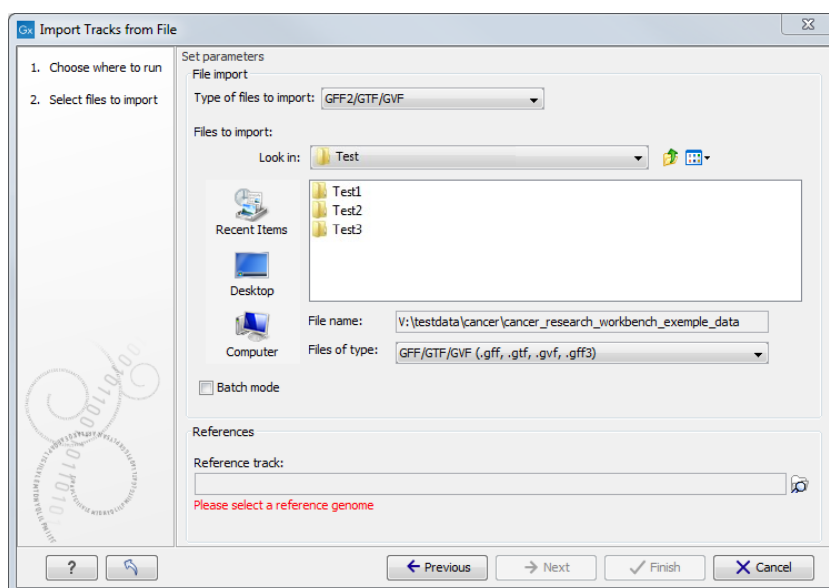 Gx Import Tracks from File
1. Choose where to run
2. Select files to import
Set parameters
File import
Type of files to import: GFF2/GTF/GVF
Files to import:
Look in: Test
Test1
Test2
Test3
Recent Items
Desktop
Computer
File name: V:\testdata\cancer\cancer_research_workbench_exemple_data
Files of type: GFF/GTF/GVF (.gff, .gtf, .gvf, .gff3)
Batch mode
References
Reference track:
Please select a reference genome
? Previous Next Finish Cancel